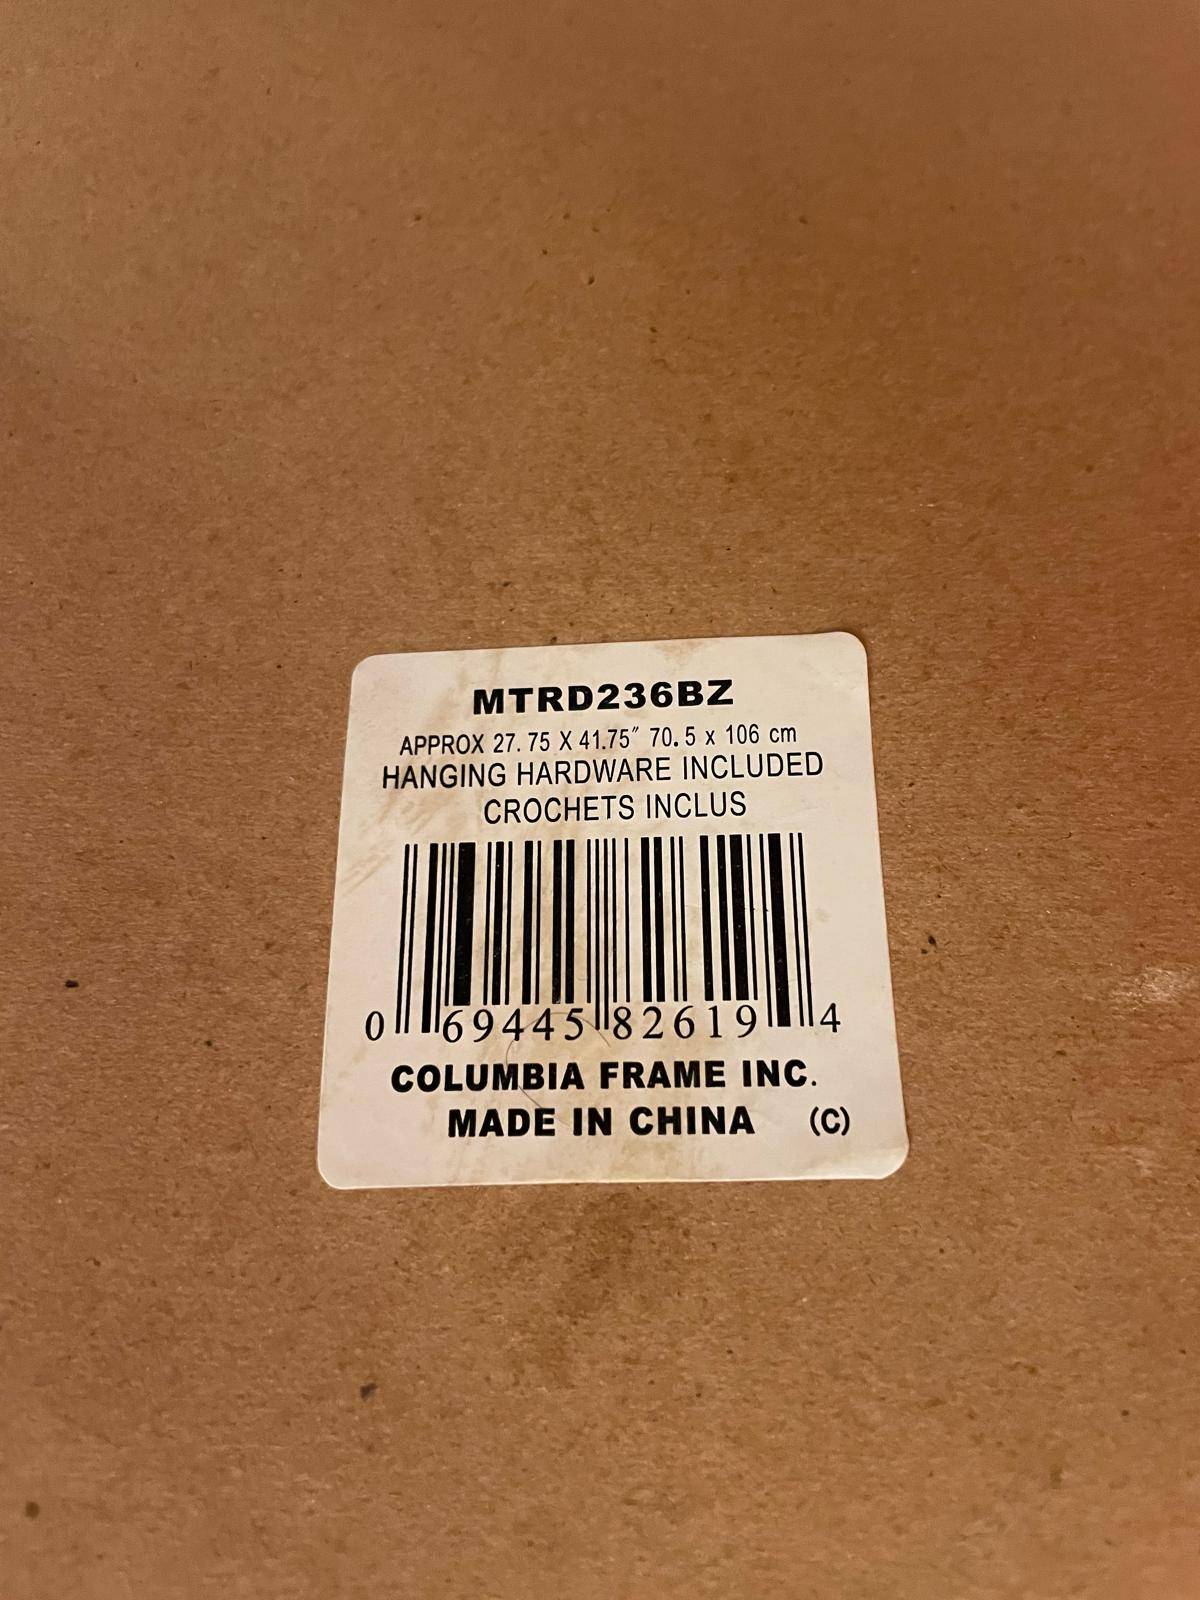 MTRD236BZ
APPROX 27.75 X 41.75" 70.5 x 106 cm
HANGING HARDWARE INCLUDED
CROCHETS INCLUS
0 69445 82619 4
COLUMBIA FRAME INC.
MADE IN CHINA (C)